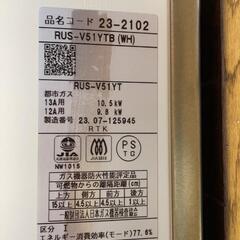 品名コード 23-2102
RUS-V51YTB(WH)
RUS-V51YT
都市ガス
13A用 10.5kW
12A用 9.8kW
製造番号 23.07-125945
RTK
JIA
NW1015
PS
TG
ガス機器防火性能評定品
可燃物からの離隔距離(cm)
上方 側方 前方 後方
15以上 4.5以上 4.5以上 1以上
一般財団法人日本ガス機器検査協会
区分 I
エネルギー消費効率(モード)77.6%